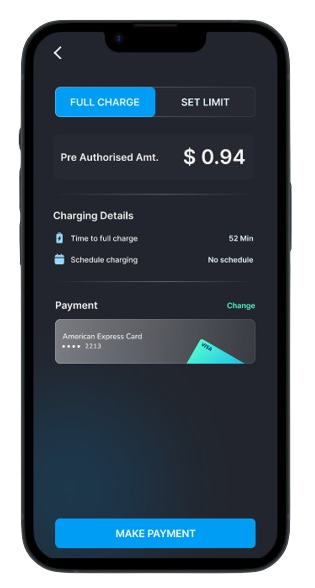 FULL CHARGE SET LIMIT
Pre Authorised Amt. $ 0.94
Charging Details
Time to full charge 52 Min
Schedule charging No schedule
Payment Change
American Express Card
•••• 2213
VISA
MAKE PAYMENT